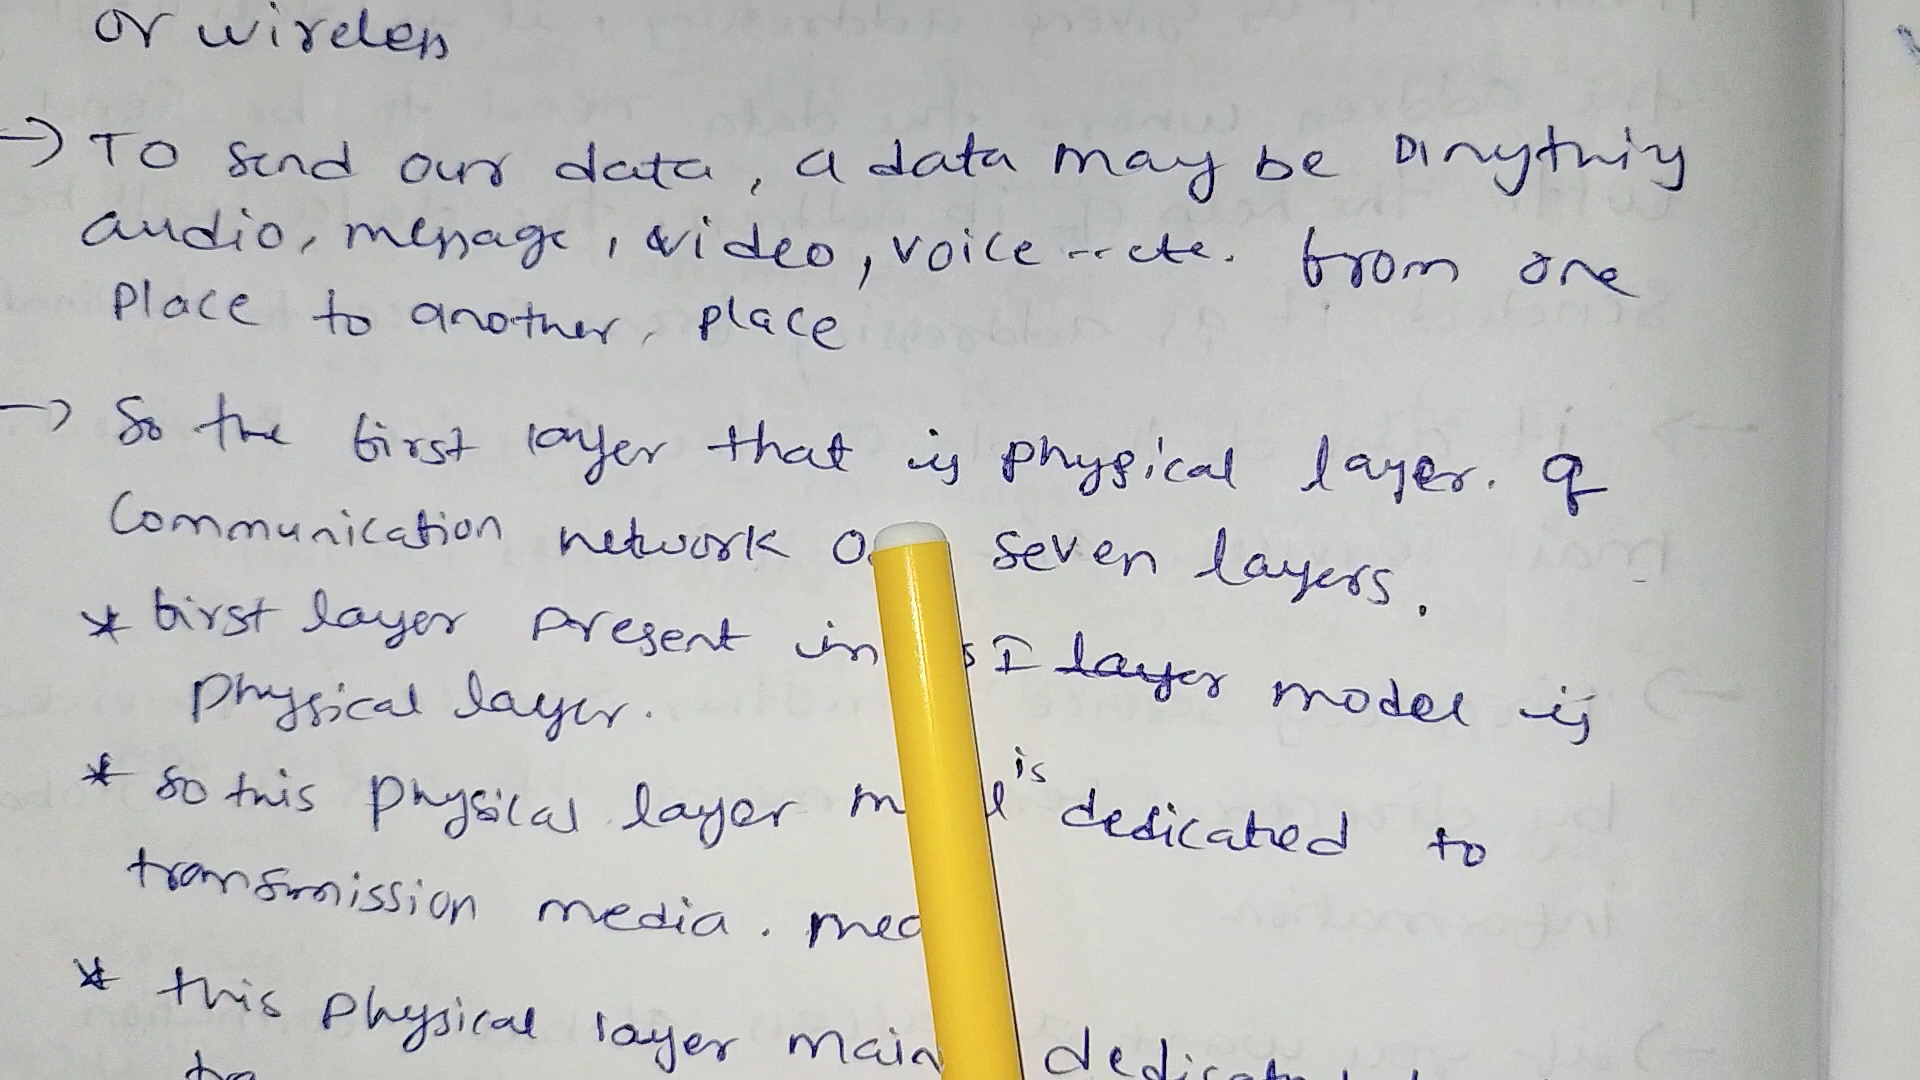 or wireless
→ To send our data, a data may be anything
audio, message, video, voice --etc. from one
place to another, place
→ So the first layer that is physical layer. of
Communication network seven layers.
* first layer present in I layer model is
physical layer.
* so this physical layer is dedicated to
transmission media.
* this physical layer